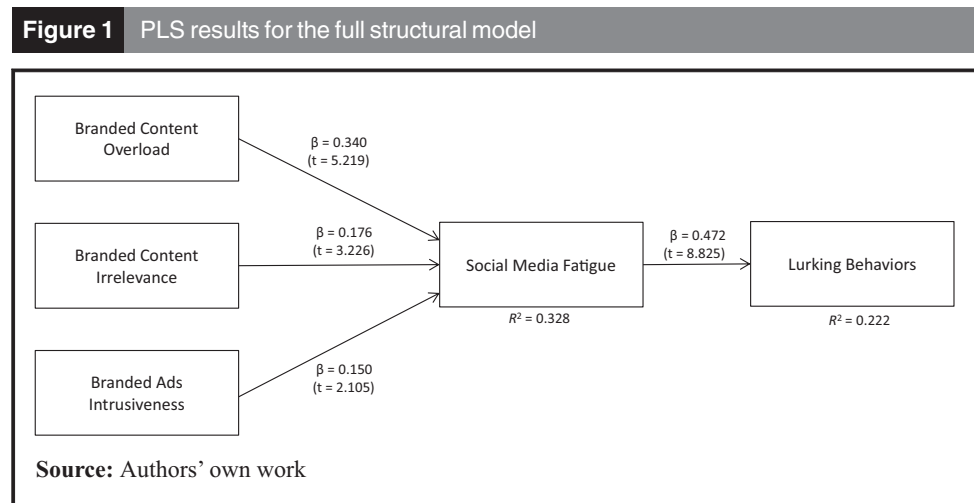 Figure 1 PLS results for the full structural model
Branded Content
Overload
β = 0.340
(t = 5.219)
Branded Content
Irrelevance
β = 0.176
(t = 3.226)
Social Media Fatigue
R² = 0.328
β = 0.472
(t = 8.825)
Lurking Behaviors
R² = 0.222
Branded Ads
Intrusiveness
β = 0.150
(t = 2.105)
Source: Authors' own work